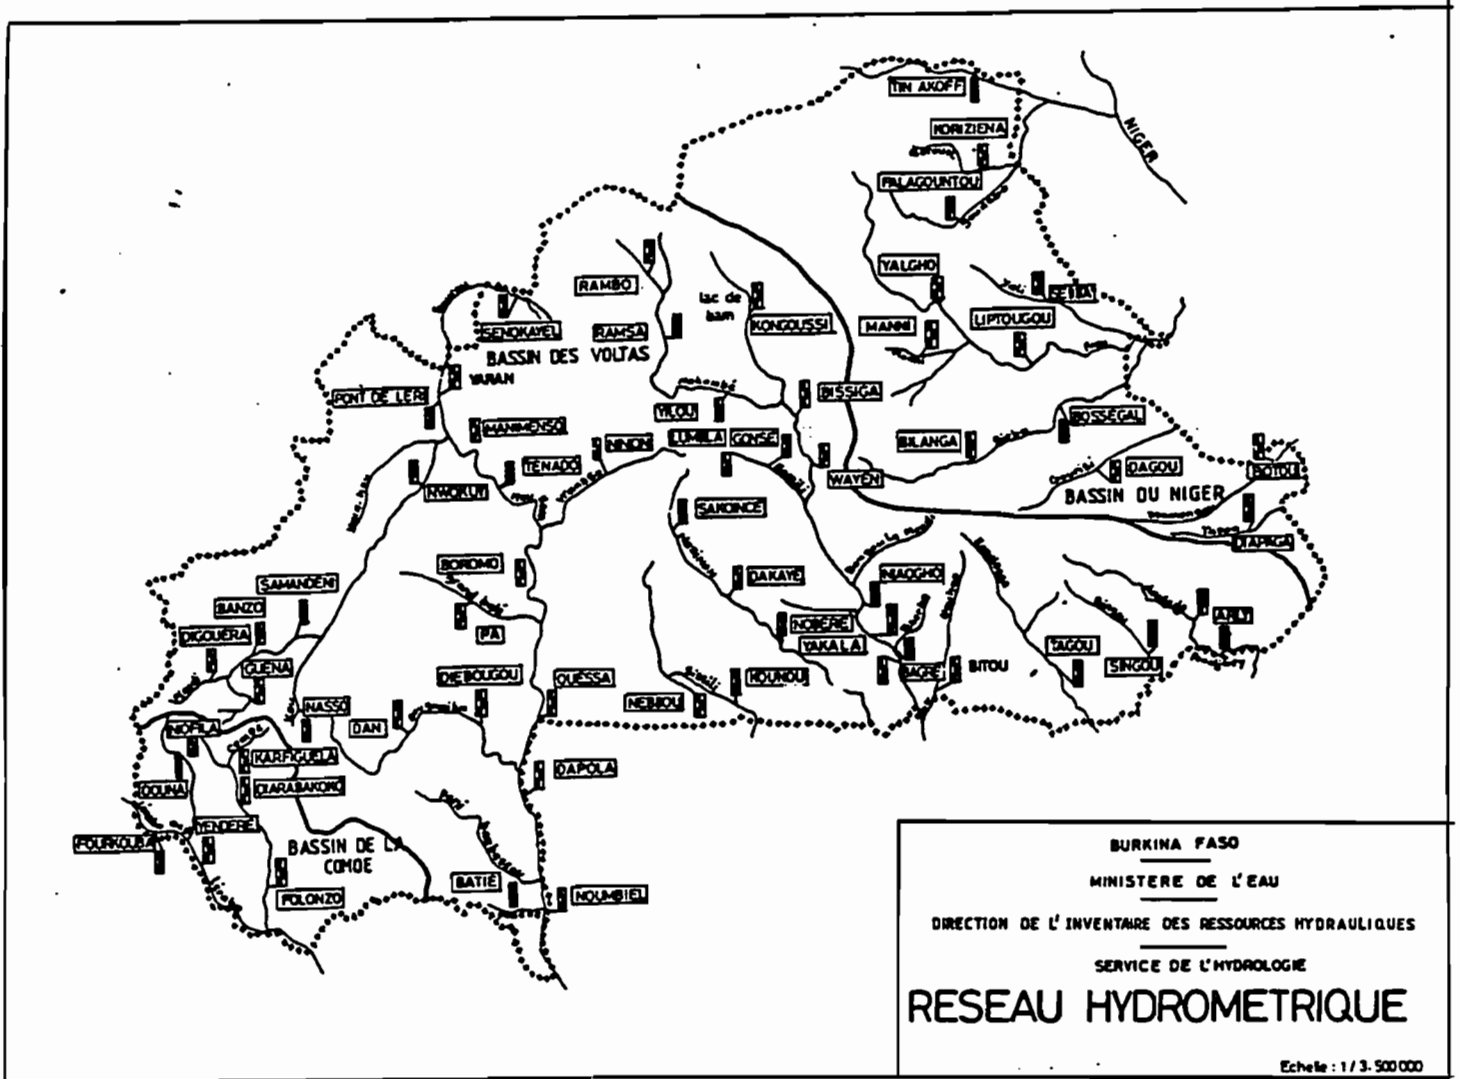 TIN AKOFF
KORIZIENA
NIGER
FALAGOUNTOU
YALGHO
SEBBA
RAMBO
lac de
bam
KONGOUSSI
MANNI
LIPTOUGOU
SENOKAYEL
RAMSA
BASSIN DES VOLTAS
YARAN
PONT DE LERI
BISSIGA
YILOU
MANIMENSO
NINION
LUMBILA
GONSE
BILANGA
BOSSEGAL
TENADO
NWOKUY
WAYEN
DAGOU
BOTOU
BASSIN DU NIGER
SAKOINCE
DIAPAGA
BOROMO
DAKAYE
NIAOGHO
SAMANDENI
BANZO
DIGOUERA
PA
NOBERE
YAKALA
ARLY
GUENA
TAGOU
SINGOU
DIEBOUGOU
OUESSA
KOUNOU
BAGRE
BITOU
NEBBOU
NASSO
DAN
NIOFILA
Comoé
KARFIGUELA
DAPOLA
DOUNA
DIARABAKOKO
YENDERE
FOURKOUBA
BASSIN DE LA
COMOE
BATIE
NOUMBIEL
FOLONZO
BURKINA FASO
MINISTERE DE L'EAU
DIRECTION DE L'INVENTAIRE DES RESSOURCES HYDRAULIQUES
SERVICE DE L'HYDROLOGIE
RESEAU HYDROMETRIQUE
Echelle : 1 / 3.500000